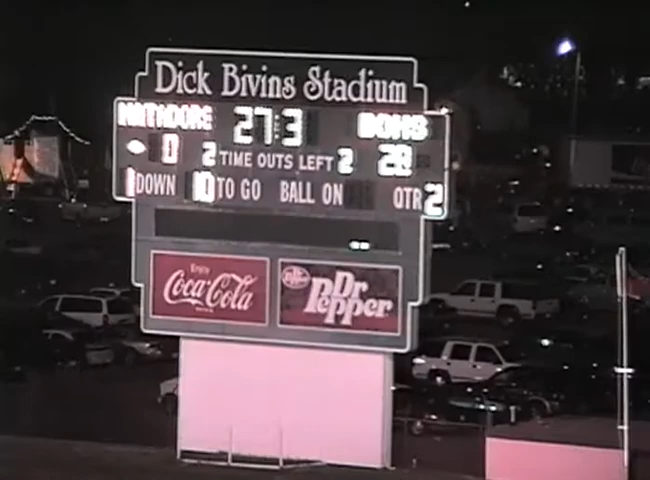 Dick Bivins Stadium
MATADORS 27:3
0 2 TIME OUTS LEFT 2 28
1 DOWN 10 TO GO BALL ON QTR 2
Enjoy
Coca-Cola
Dr Pepper